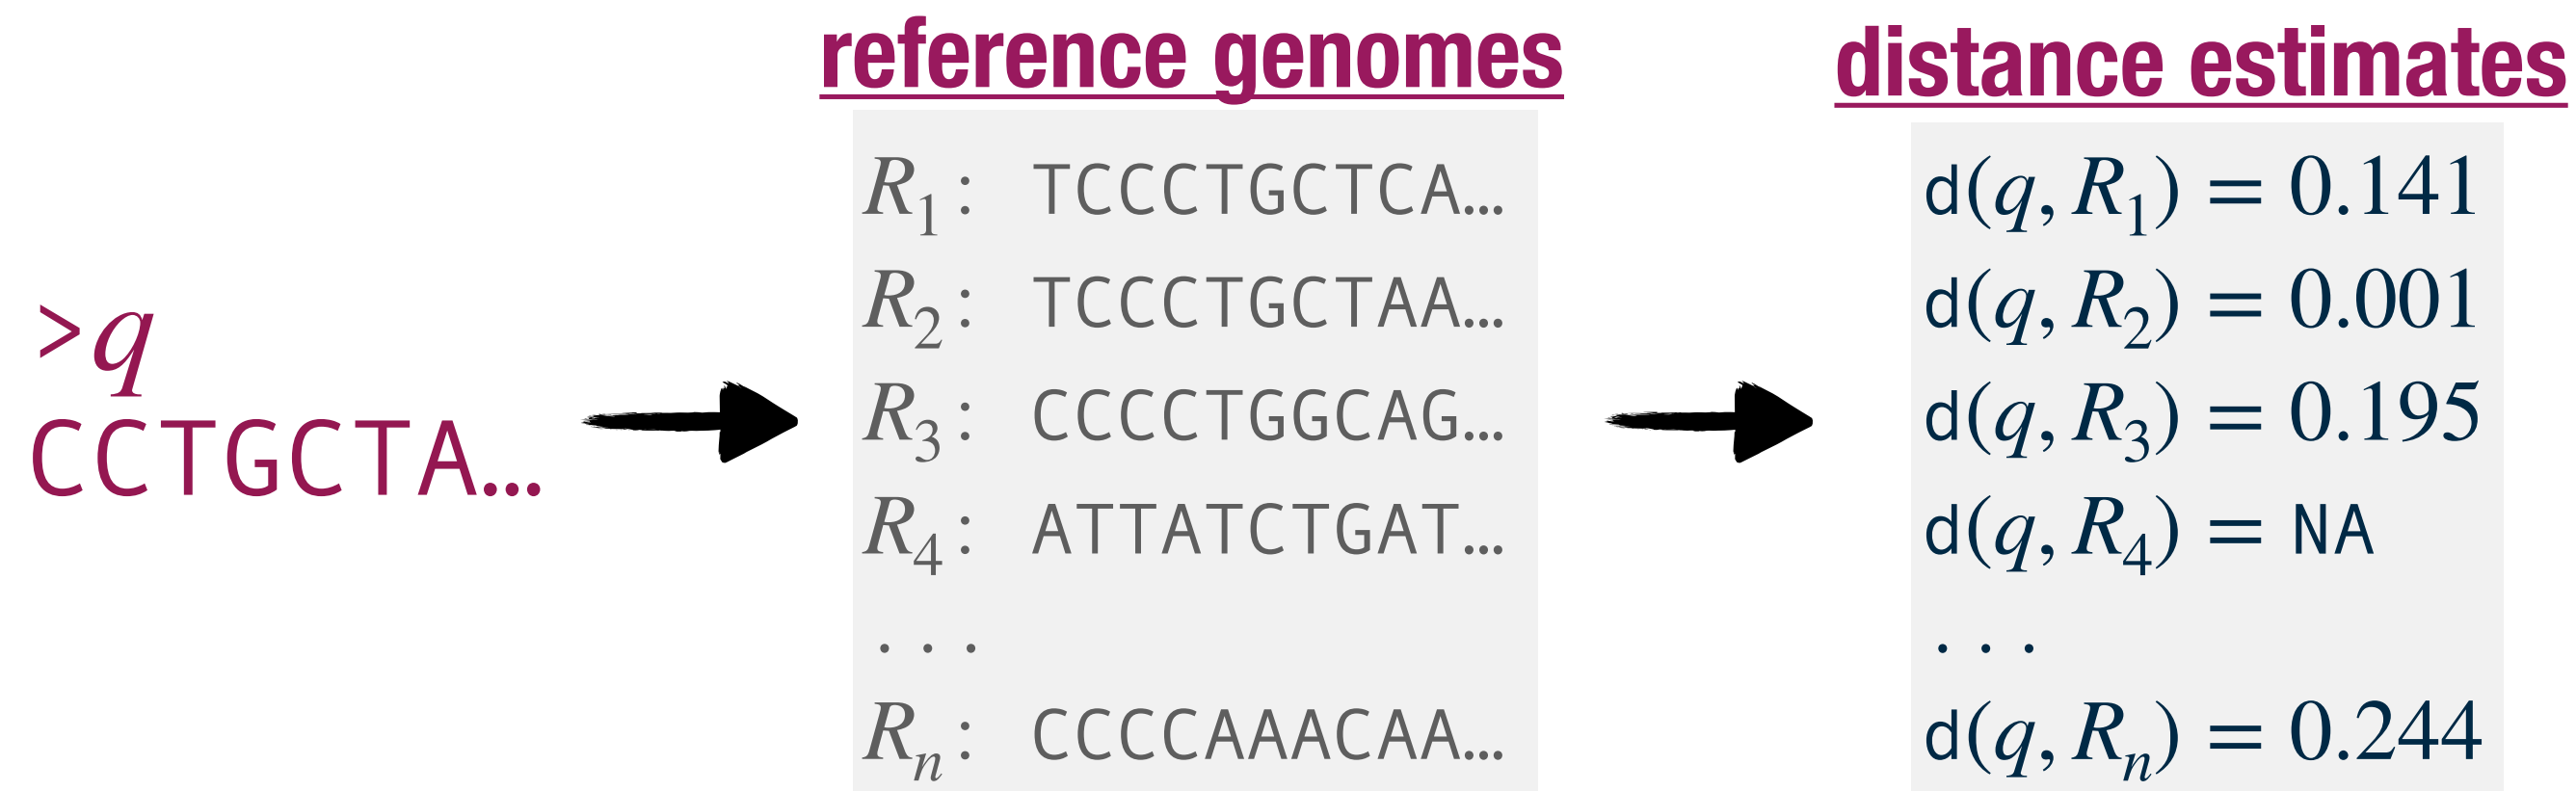 reference genomes
distance estimates
>q
CCTGCTA…
R1: TCCCTGCTCA…
R2: TCCCTGCTAA…
R3: CCCCTGGCAG…
R4: ATTATCTGAT…
...
Rn: CCCCAAACAA…
d(q, R1) = 0.141
d(q, R2) = 0.001
d(q, R3) = 0.195
d(q, R4) = NA
...
d(q, Rn) = 0.244